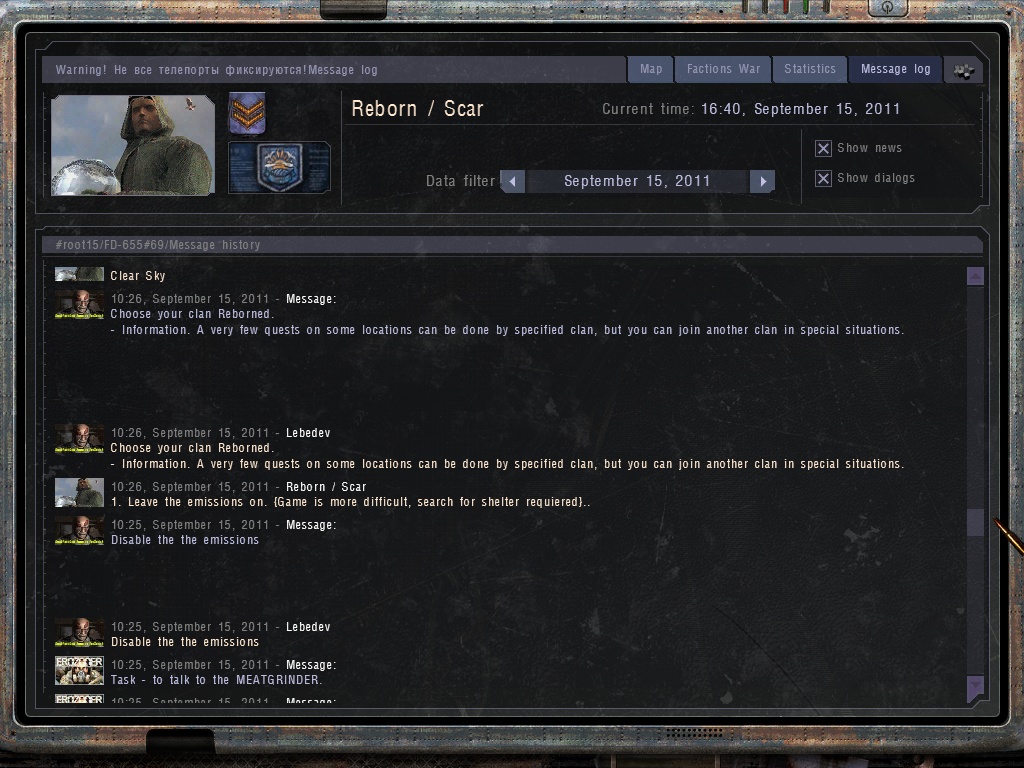 Warning! Не все телепорты фиксируются!Message log
Map
Factions War
Statistics
Message log
Reborn / Scar
Current time: 16:40, September 15, 2011
Data filter
September 15, 2011
Show news
Show dialogs
#root15/FD-655#69/Message history
Clear Sky
10:26, September 15, 2011 - Message:
Choose your clan Reborned.
- Information. A very few quests on some locations can be done by specified clan, but you can join another clan in special situations.
10:26, September 15, 2011 - Lebedev
Choose your clan Reborned.
- Information. A very few quests on some locations can be done by specified clan, but you can join another clan in special situations.
10:26, September 15, 2011 - Reborn / Scar
1. Leave the emissions on. {Game is more difficult, search for shelter requiered}..
10:25, September 15, 2011 - Message:
Disable the the emissions
10:25, September 15, 2011 - Lebedev
Disable the the emissions
10:25, September 15, 2011 - Message:
Task - to talk to the MEATGRINDER.
10:25, September 15, 2011 - Message: